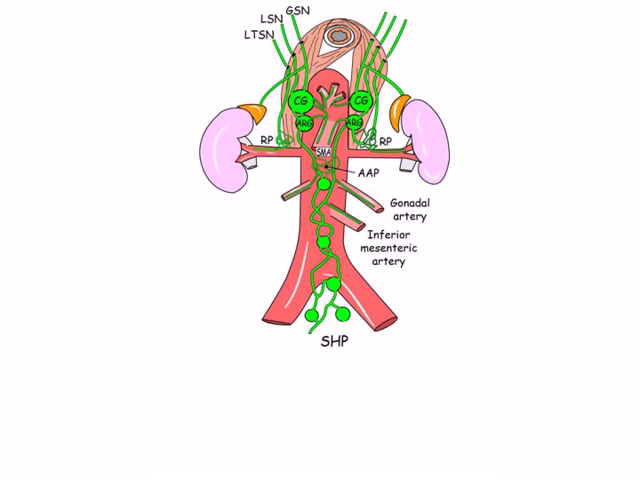 GSN
LSN
LTSN
CG
CG
ARG
ARG
RP
RP
SMA
AAP
Gonadal
artery
Inferior
mesenteric
artery
SHP